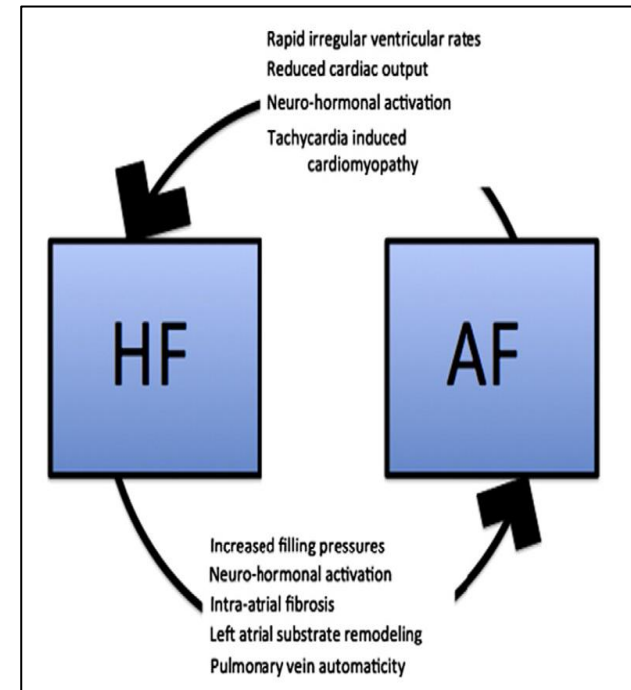 Rapid irregular ventricular rates
Reduced cardiac output
Neuro-hormonal activation
Tachycardia induced
cardiomyopathy
HF
AF
Increased filling pressures
Neuro-hormonal activation
Intra-atrial fibrosis
Left atrial substrate remodeling
Pulmonary vein automaticity